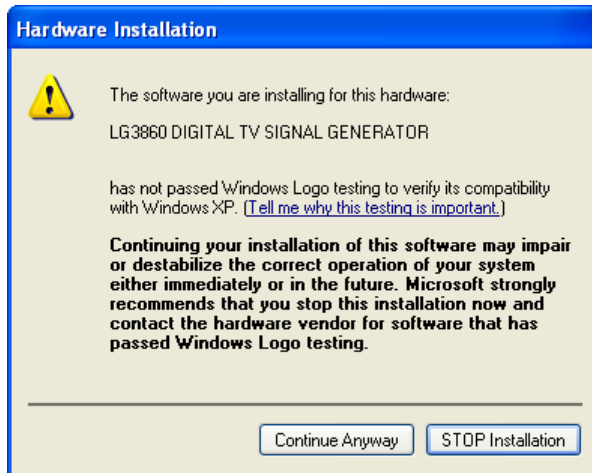 Hardware Installation
The software you are installing for this hardware:
LG3860 DIGITAL TV SIGNAL GENERATOR
has not passed Windows Logo testing to verify its compatibility
with Windows XP. (Tell me why this testing is important.)
Continuing your installation of this software may impair
or destabilize the correct operation of your system
either immediately or in the future. Microsoft strongly
recommends that you stop this installation now and
contact the hardware vendor for software that has
passed Windows Logo testing.
Continue Anyway
STOP Installation